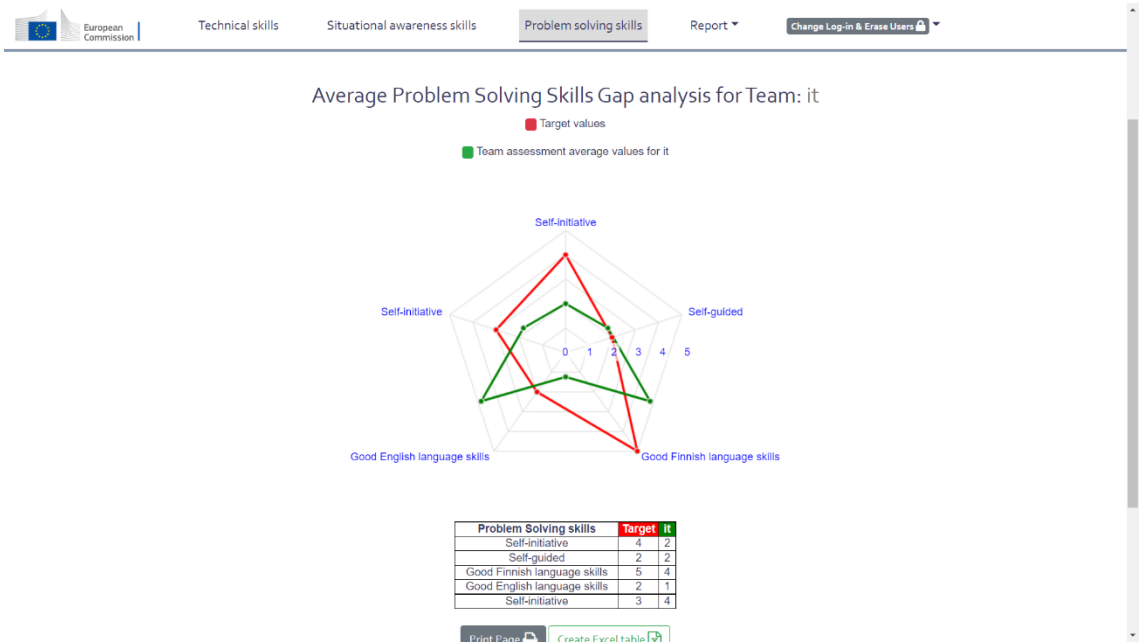 European
Commission
Technical skills
Situational awareness skills
Problem solving skills
Report
Change Log-in & Erase Users
Average Problem Solving Skills Gap analysis for Team: it
Target values
Team assessment average values for it
Self-initiative
Self-initiative
Self-guided
0 1 2 3 4 5
Good English language skills
Good Finnish language skills
Problem Solving skills Target it
Self-initiative 4 2
Self-guided 2 2
Good Finnish language skills 5 4
Good English language skills 2 1
Self-initiative 3 4
Print Page
Create Excel table